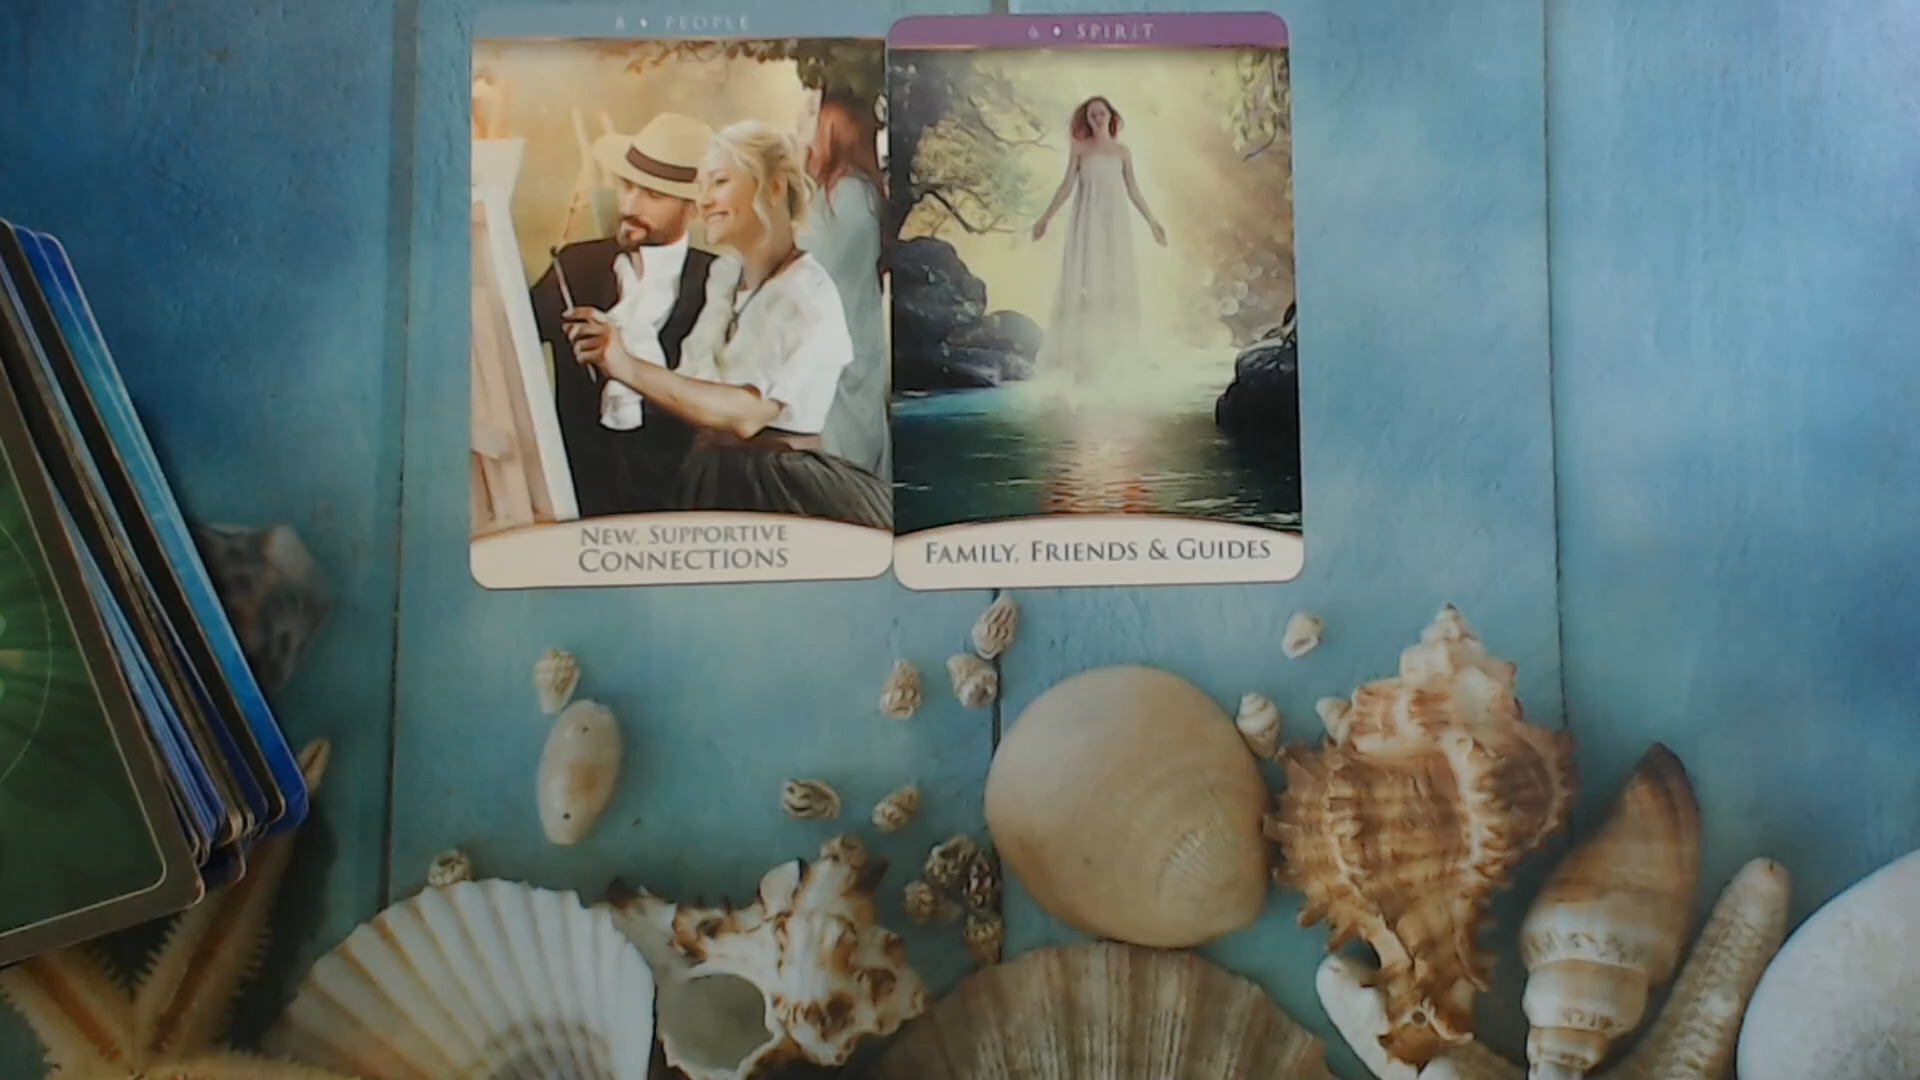 8 • PEOPLE
6 • SPIRIT
NEW, SUPPORTIVE
CONNECTIONS
FAMILY, FRIENDS & GUIDES